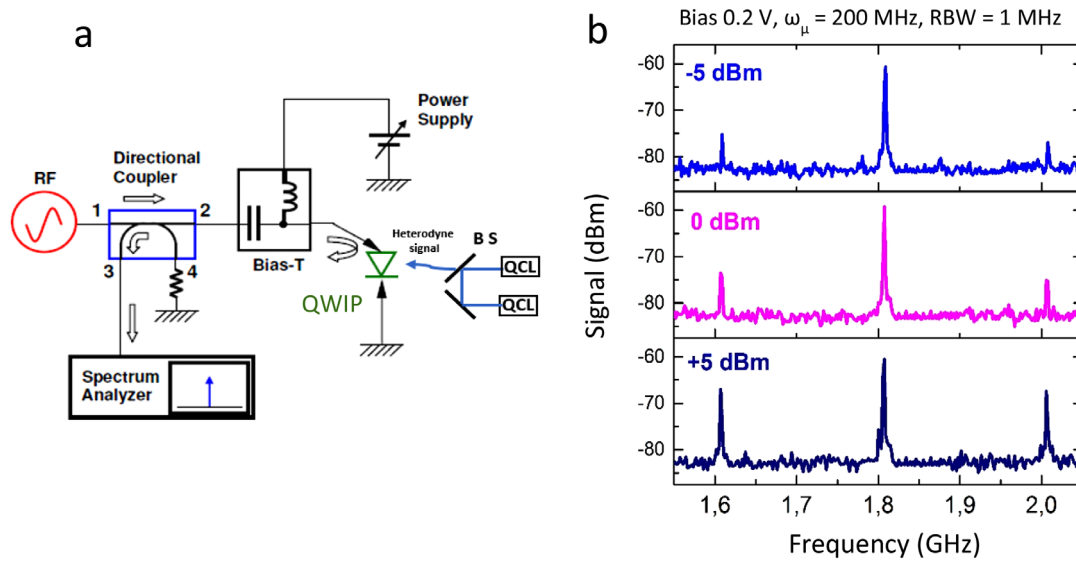 a
RF
Directional
Coupler
1
2
3
4
Bias-T
Power
Supply
Heterodyne
signal
B S
QCL
QCL
QWIP
Spectrum
Analyzer
b
Bias 0.2 V, ω_μ = 200 MHz, RBW = 1 MHz
Signal (dBm)
-5 dBm
-60
-70
-80
0 dBm
-60
-70
-80
+5 dBm
-60
-70
-80
1,6 1,7 1,8 1,9 2,0
Frequency (GHz)